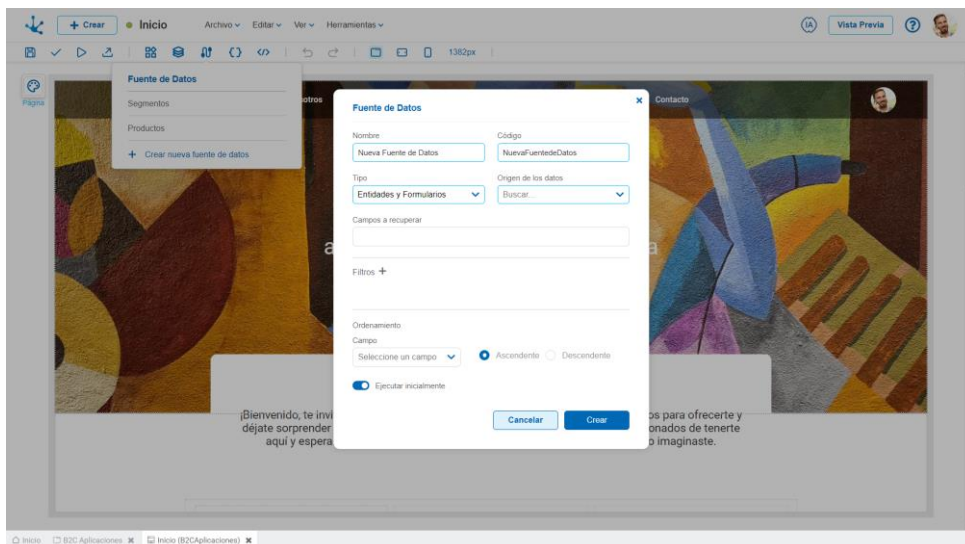 + Crear
Inicio
Archivo
Editar
Ver
Herramientas
IA
Vista Previa
?
1382px
Página
Fuente de Datos
Segmentos
Productos
+ Crear nueva fuente de datos
otros
Contacto
Fuente de Datos
Nombre
Código
Nueva Fuente de Datos
NuevaFuentedeDatos
Tipo
Origen de los datos
Entidades y Formularios
Buscar...
Campos a recuperar
Filtros +
Ordenamiento
Campo
Seleccione un campo
Ascendente
Descendente
Ejecutar inicialmente
Cancelar
Crear
¡Bienvenido, te invi
os para ofrecerte y
déjate sorprender
onados de tenerte
aquí y espera
o imaginaste.
Inicio
B2C Aplicaciones
Inicio (B2CAplicaciones)